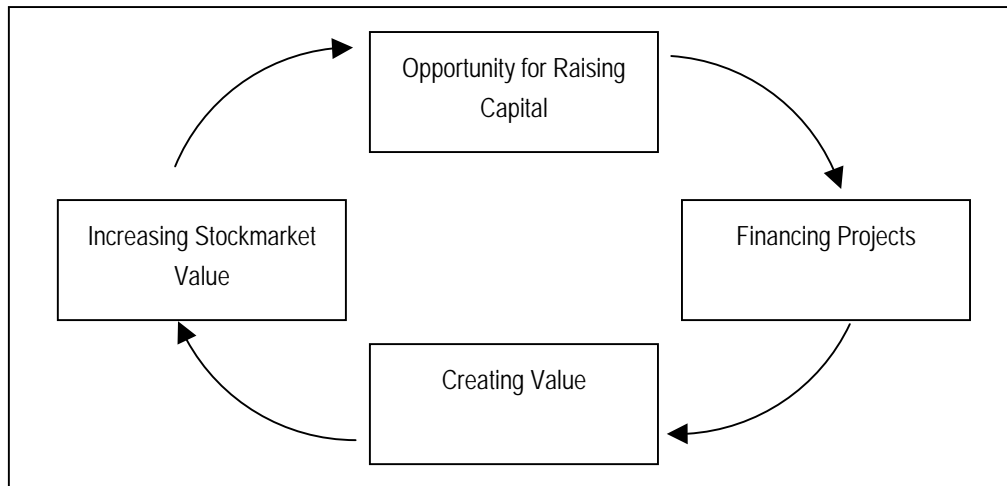 Opportunity for Raising
Capital
Increasing Stockmarket
Value
Financing Projects
Creating Value